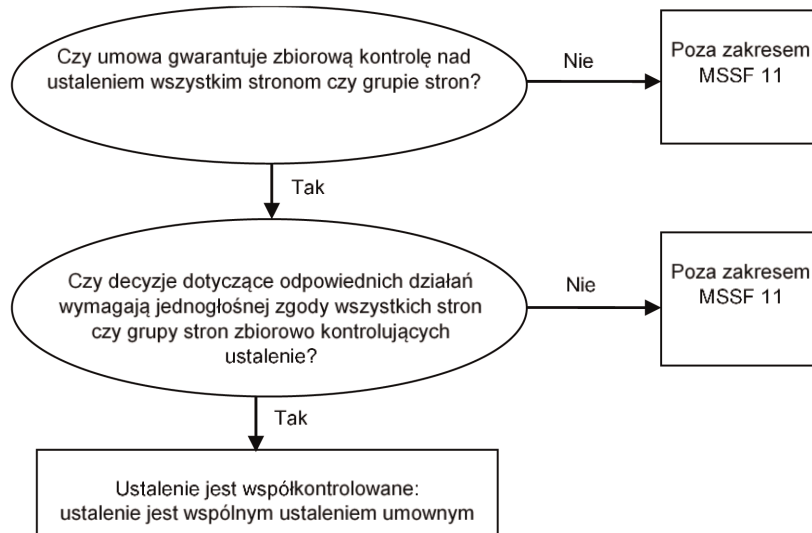 Czy umowa gwarantuje zbiorową kontrolę nad
ustaleniem wszystkim stronom czy grupie stron?
Nie
Poza zakresem
MSSF 11
Tak
Czy decyzje dotyczące odpowiednich działań
wymagają jednogłośnej zgody wszystkich stron
czy grupy stron zbiorowo kontrolujących
ustalenie?
Nie
Poza zakresem
MSSF 11
Tak
Ustalenie jest współkontrolowane:
ustalenie jest wspólnym ustaleniem umownym